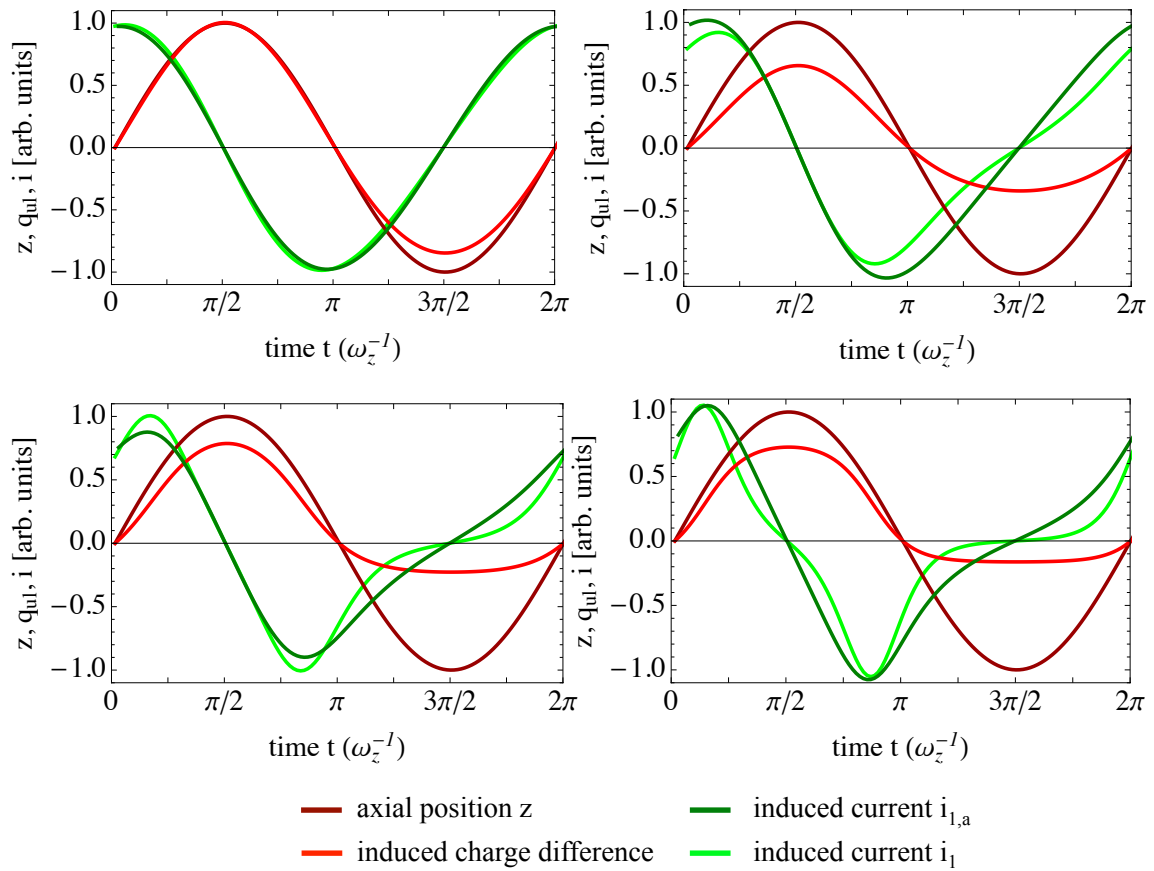 z, q_ul, i [arb. units]
1.0
0.5
0.0
−0.5
−1.0
0 π/2 π 3π/2 2π
time t (ω_z^{-1})
z, q_ul, i [arb. units]
1.0
0.5
0.0
−0.5
−1.0
0 π/2 π 3π/2 2π
time t (ω_z^{-1})
z, q_ul, i [arb. units]
1.0
0.5
0.0
−0.5
−1.0
0 π/2 π 3π/2 2π
time t (ω_z^{-1})
z, q_ul, i [arb. units]
1.0
0.5
0.0
−0.5
−1.0
0 π/2 π 3π/2 2π
time t (ω_z^{-1})
axial position z
induced current i_{1,a}
induced charge difference
induced current i_1